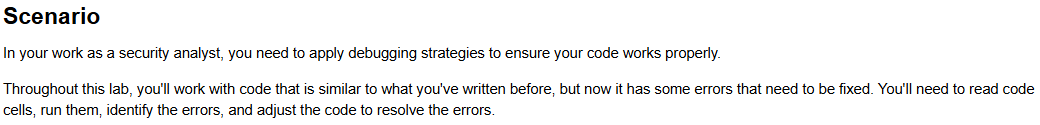 Scenario
In your work as a security analyst, you need to apply debugging strategies to ensure your code works properly.
Throughout this lab, you'll work with code that is similar to what you've written before, but now it has some errors that need to be fixed. You'll need to read code
cells, run them, identify the errors, and adjust the code to resolve the errors.